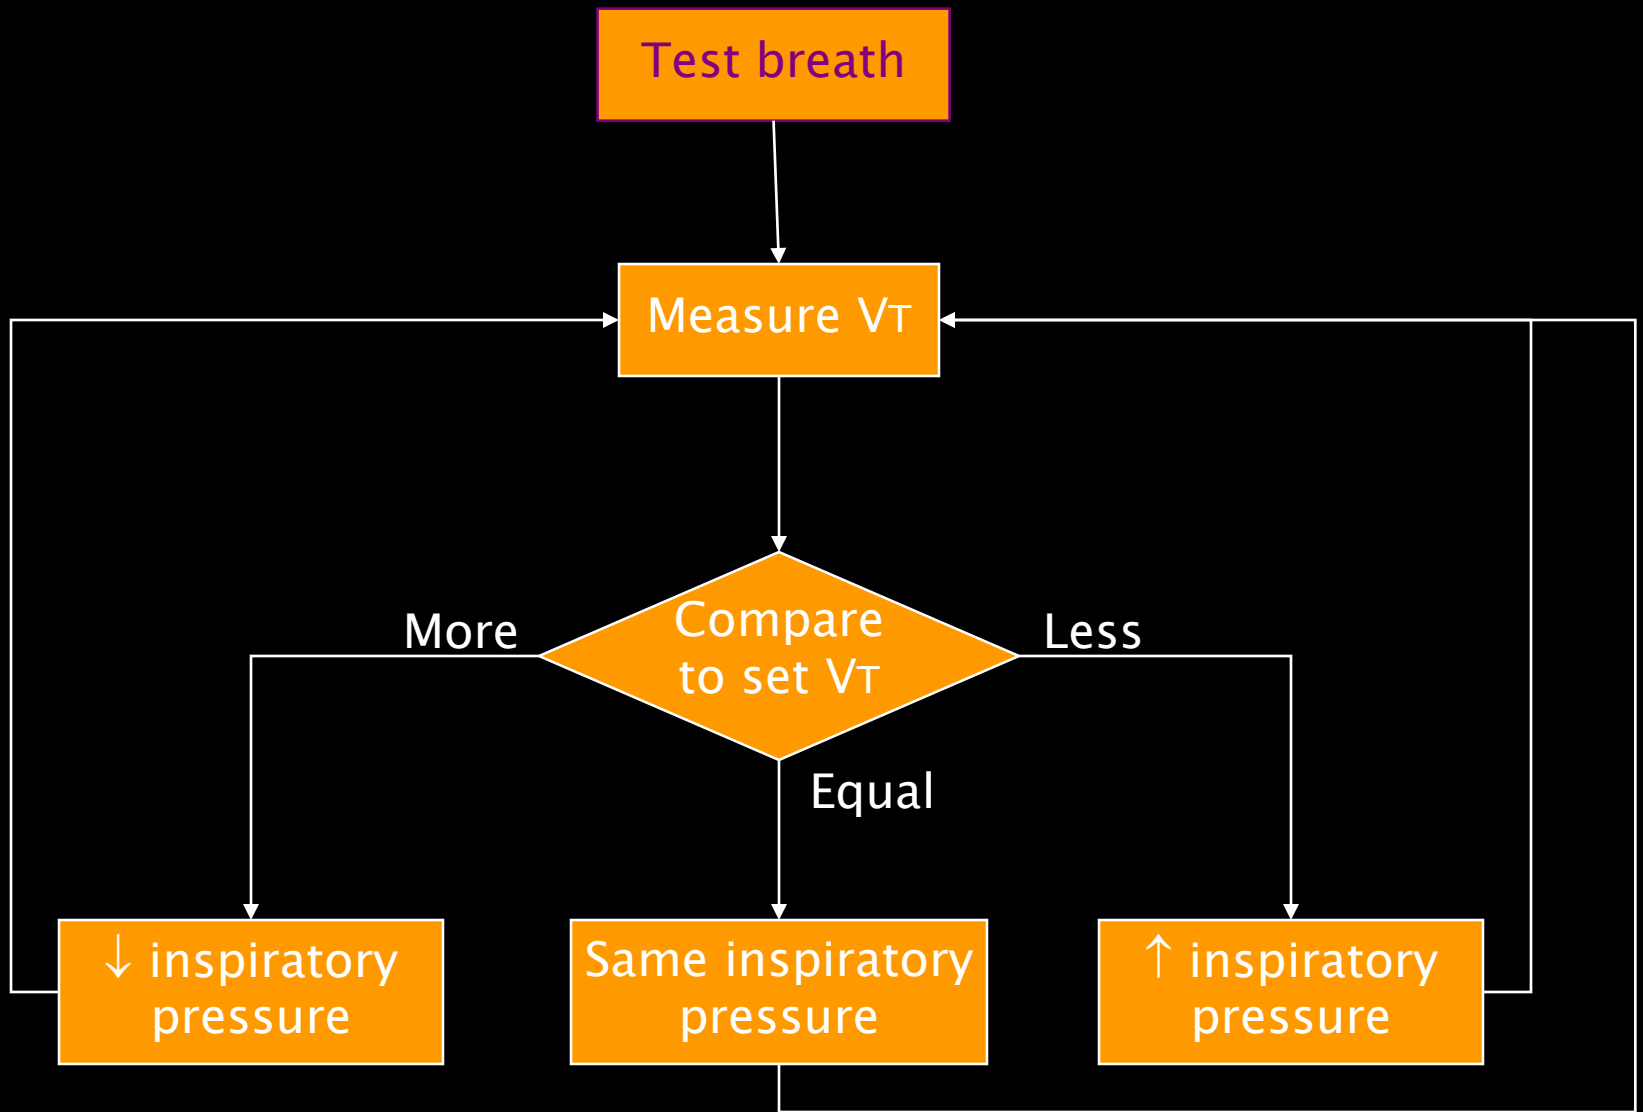 Test breath
Measure VT
More
Compare
to set VT
Less
Equal
↓ inspiratory
pressure
Same inspiratory
pressure
↑ inspiratory
pressure